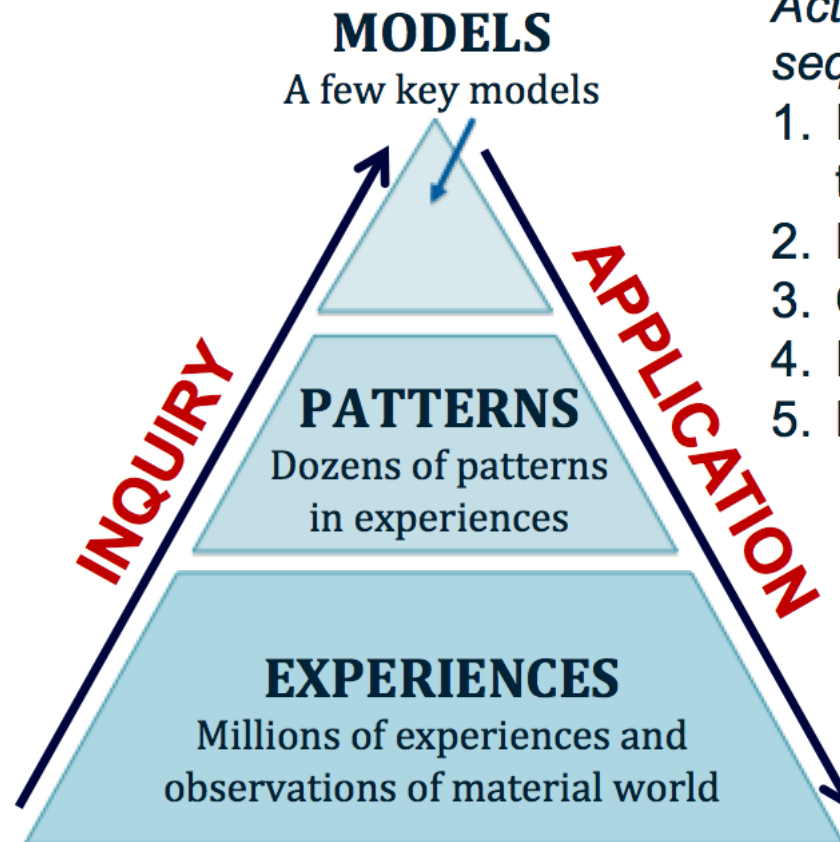 MODELS
A few key models
INQUIRY
APPLICATION
PATTERNS
Dozens of patterns
in experiences
EXPERIENCES
Millions of experiences and
observations of material world
1.
2.
3.
4.
5.